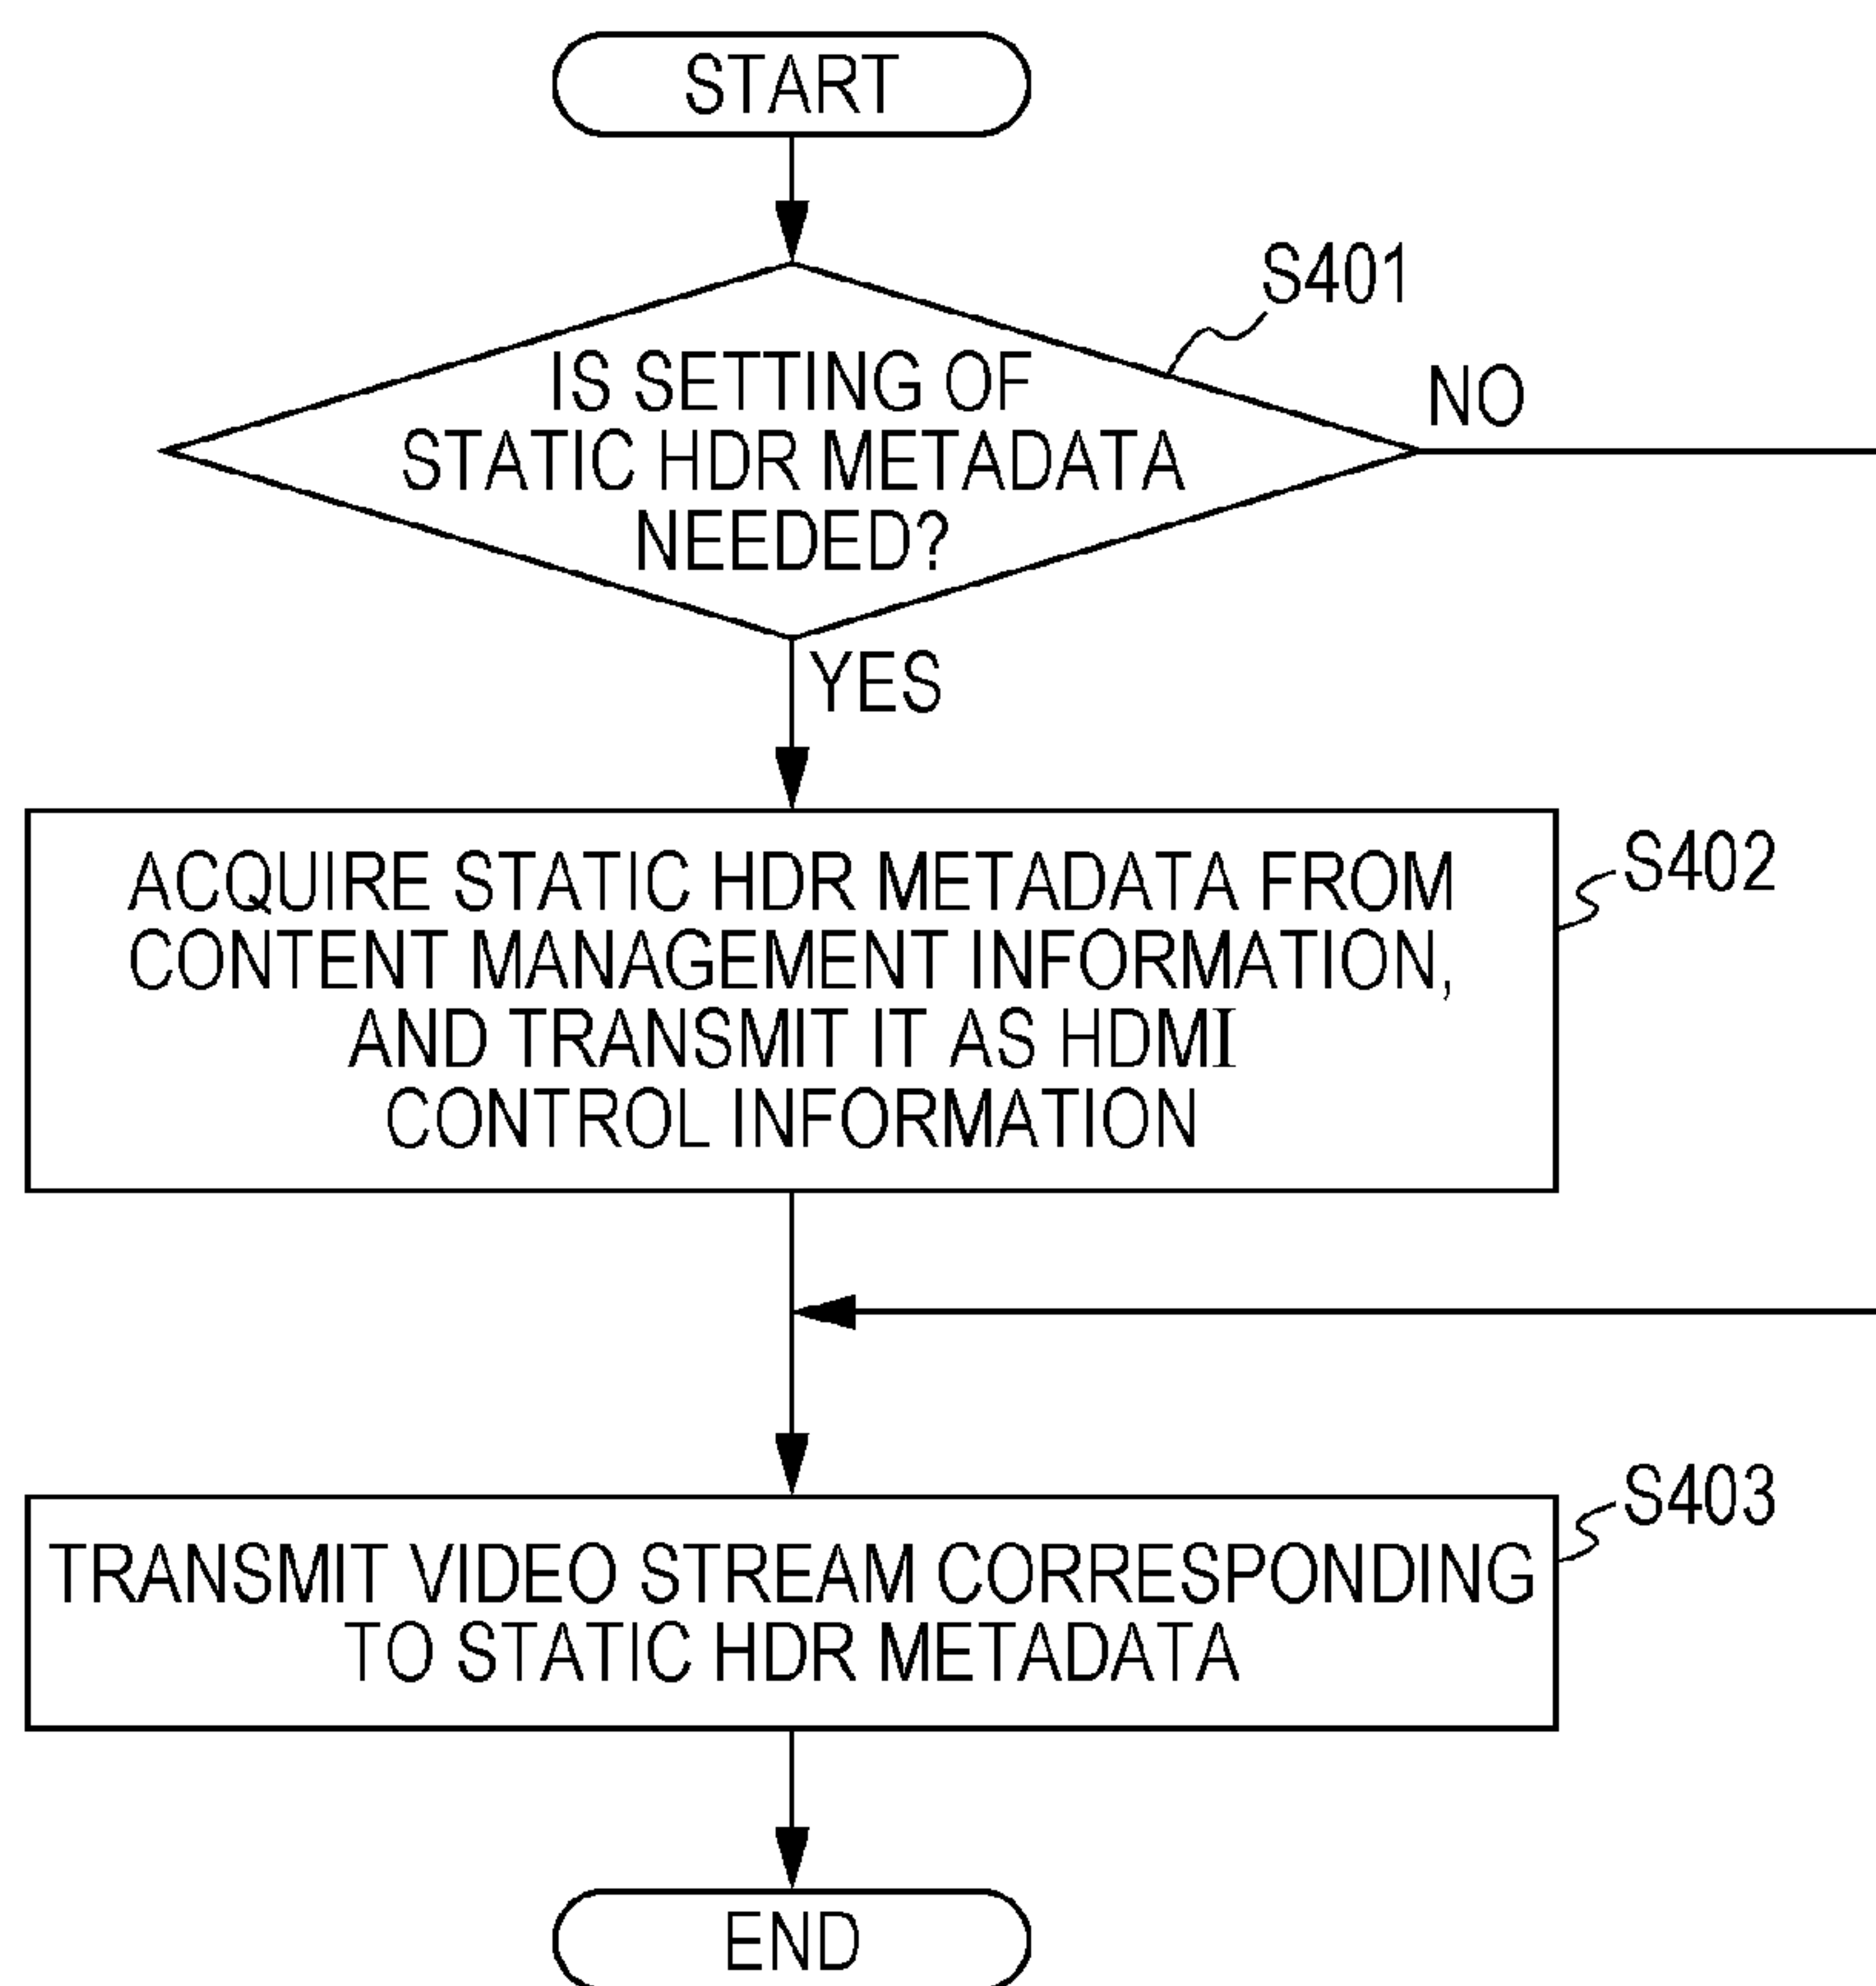 START
S401
IS SETTING OF
STATIC HDR METADATA
NEEDED?
NO
YES
S402
ACQUIRE STATIC HDR METADATA FROM
CONTENT MANAGEMENT INFORMATION,
AND TRANSMIT IT AS HDMI
CONTROL INFORMATION
S403
TRANSMIT VIDEO STREAM CORRESPONDING
TO STATIC HDR METADATA
END